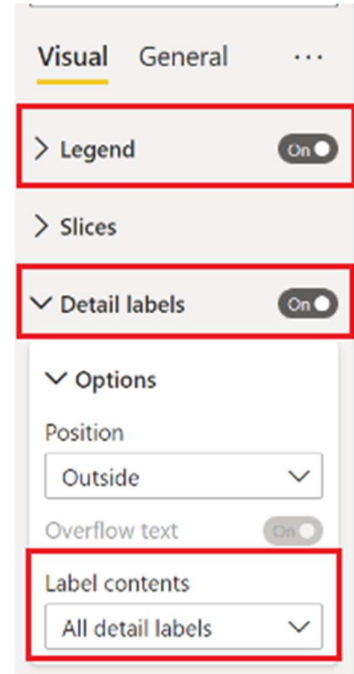 Visual General ...
Legend On
Slices
Detail labels On
Options
Position
Outside
Overflow text On
Label contents
All detail labels